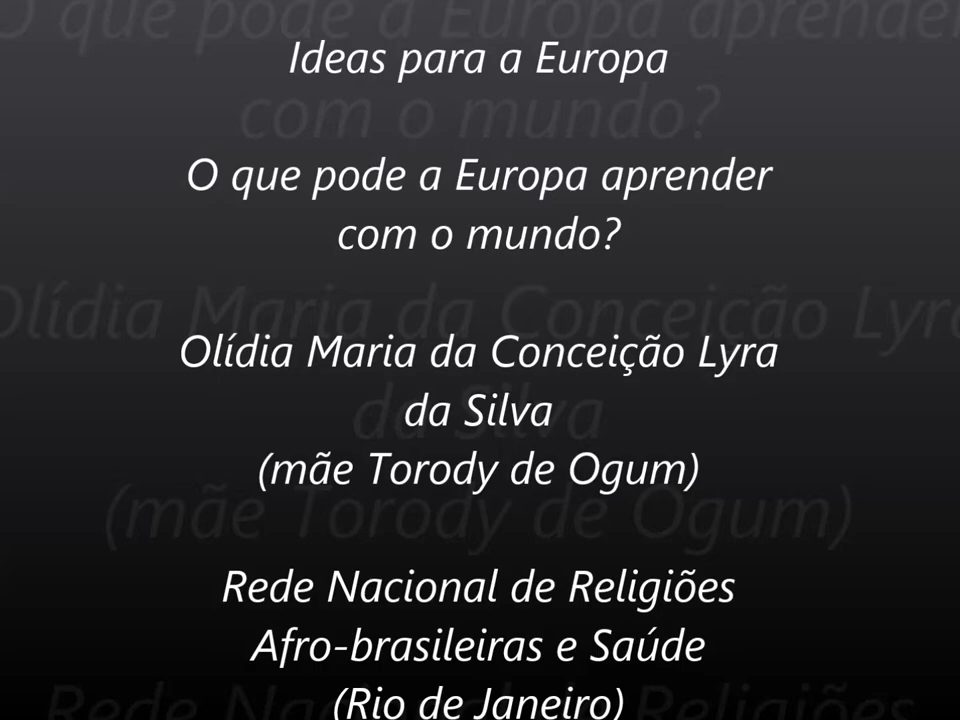 Ideas para a Europa
O que pode a Europa aprender
com o mundo?
Olídia Maria da Conceição Lyra
da Silva
(mãe Torody de Ogum)
Rede Nacional de Religiões
Afro-brasileiras e Saúde
(Rio de Janeiro)